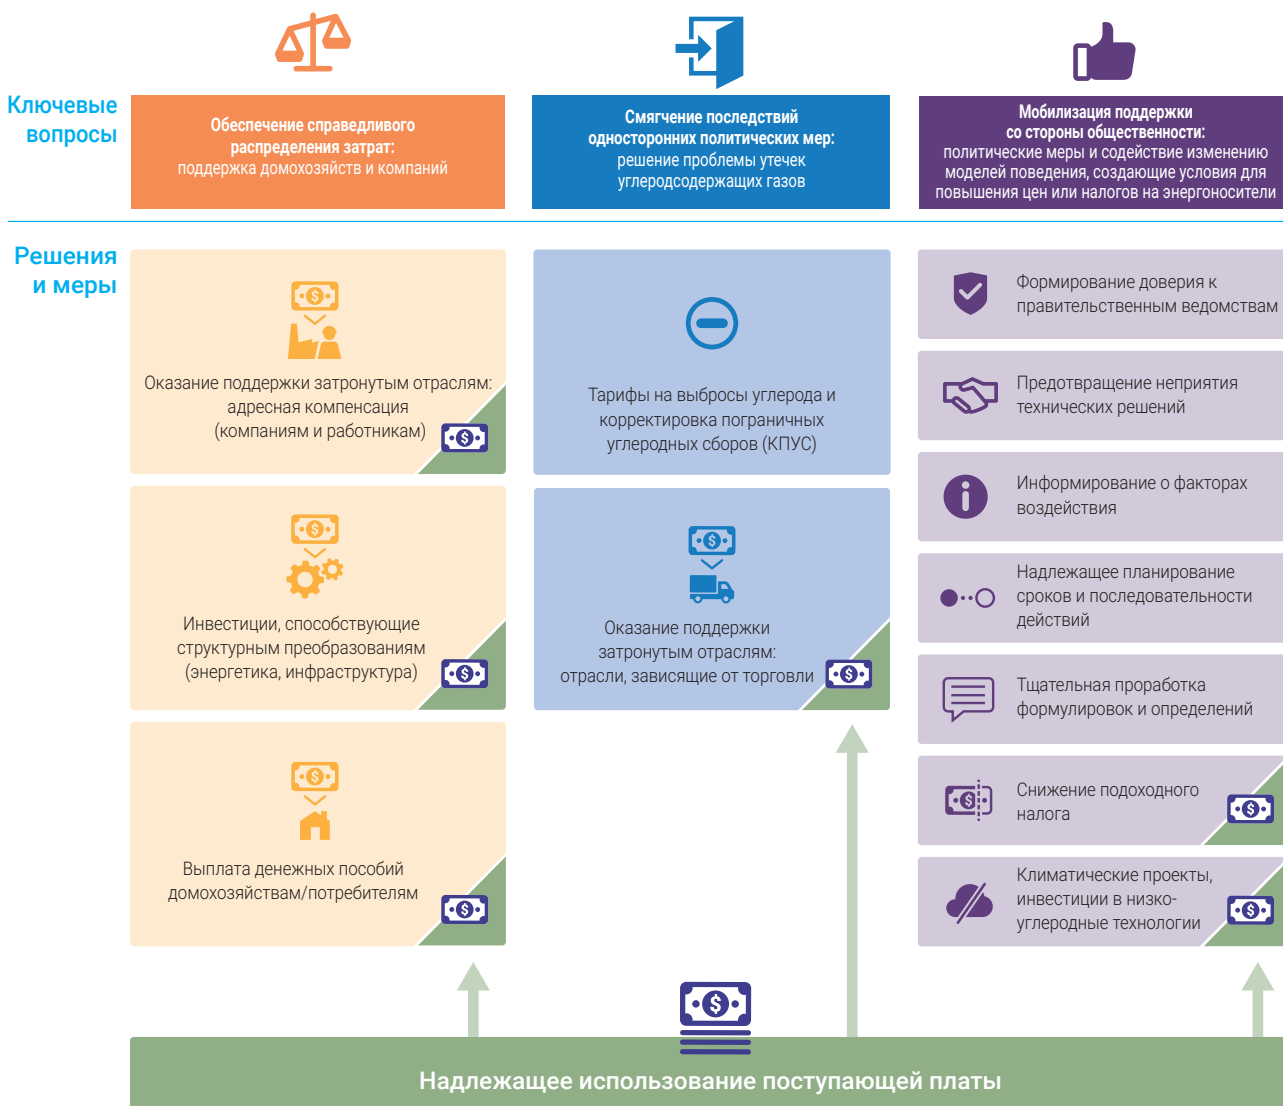 Ключевые
вопросы
Обеспечение справедливого
распределения затрат:
поддержка домохозяйств и компаний
Смягчение последствий
односторонних политических мер:
решение проблемы утечек
углеродсодержащих газов
Мобилизация поддержки
со стороны общественности:
политические меры и содействие изменению
моделей поведения, создающие условия для
повышения цен или налогов на энергоносители
Решения
и меры
Оказание поддержки затронутым отраслям:
адресная компенсация
(компаниям и работникам)
Инвестиции, способствующие
структурным преобразованиям
(энергетика, инфраструктура)
Выплата денежных пособий
домохозяйствам/потребителям
Тарифы на выбросы углерода и
корректировка пограничных
углеродных сборов (КПУС)
Оказание поддержки
затронутым отраслям:
отрасли, зависящие от торговли
Формирование доверия к
правительственным ведомствам
Предотвращение неприятия
технических решений
Информирование о факторах
воздействия
Надлежащее планирование
сроков и последовательности
действий
Тщательная проработка
формулировок и определений
Снижение подоходного
налога
Климатические проекты,
инвестиции в низко-
углеродные технологии
Надлежащее использование поступающей платы